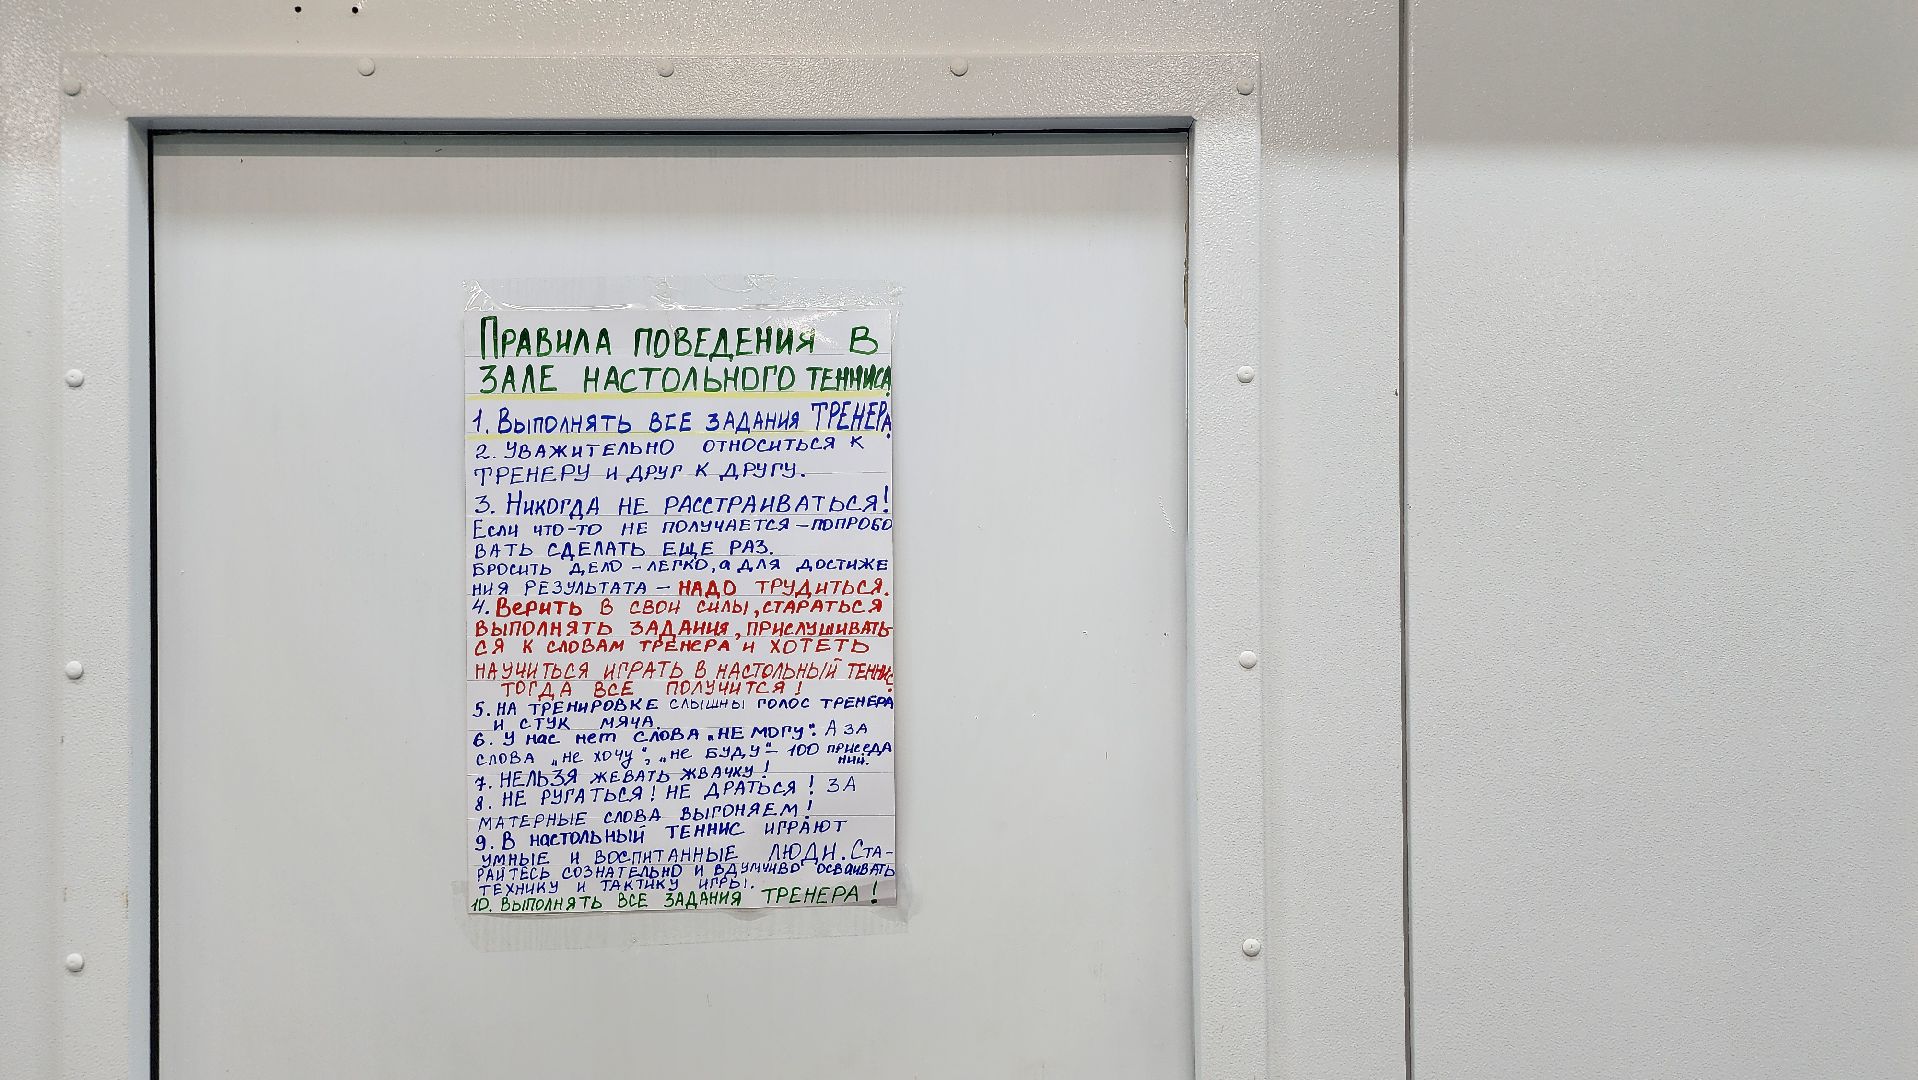 Правила поведения в
зале настольного тенниса
1. Выполнять все задания ТРЕНЕРА
2. Уважительно относиться к
тренеру и друг к другу.
3. Никогда не расстраиваться!
Если что-то не получается – попробо
вать сделать еще раз.
Бросить дело – легко, а для достиже
ния результата – надо трудиться.
4. Верить в свои силы, стараться
выполнять задания, прислушивать-
ся к словам тренера и хотеть
научиться играть в настольный теннис.
Тогда все получится!
5. На тренировке слышны голос тренера
и стук мяча.
6. У нас нет слова „не могу". А за
слова „не хочу", „не буду" – 100 приседа
ний.
7. Нельзя жевать жвачку!
8. Не ругаться! Не драться! За
матерные слова выгоняем!
9. В настольный теннис играют
умные и воспитанные ЛЮДИ. Ста-
райтесь сознательно и вдумчиво осваивать
технику и тактику игры.
10. Выполнять все задания ТРЕНЕРА!